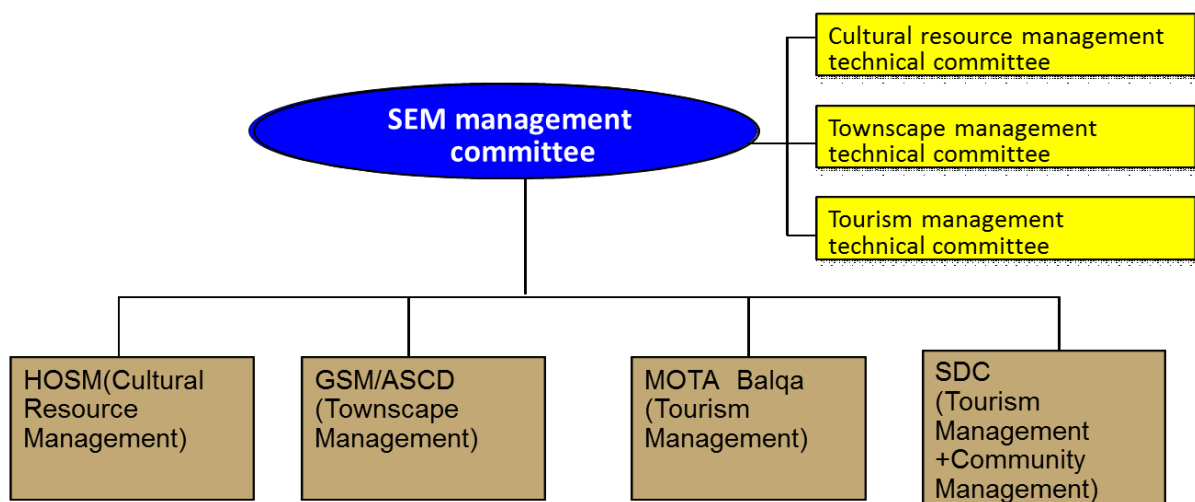 Cultural resource management
technical committee
SEM management
committee
Townscape management
technical committee
Tourism management
technical committee
HOSM(Cultural
Resource
Management)
GSM/ASCD
(Townscape
Management)
MOTA Balqa
(Tourism
Management)
SDC
(Tourism
Management
+Community
Management)